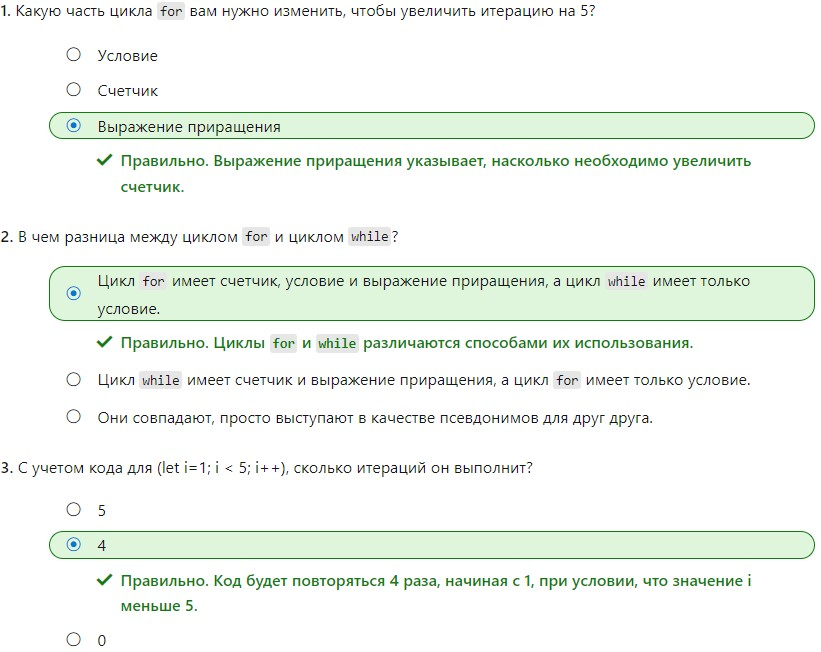 1. Какую часть цикла for вам нужно изменить, чтобы увеличить итерацию на 5?
Условие
Счетчик
Выражение приращения
Правильно. Выражение приращения указывает, насколько необходимо увеличить
счетчик.
2. В чем разница между циклом for и циклом while?
Цикл for имеет счетчик, условие и выражение приращения, а цикл while имеет только
условие.
Правильно. Циклы for и while различаются способами их использования.
Цикл while имеет счетчик и выражение приращения, а цикл for имеет только условие.
Они совпадают, просто выступают в качестве псевдонимов для друг друга.
3. С учетом кода для (let i=1; i < 5; i++), сколько итераций он выполнит?
5
4
Правильно. Код будет повторяться 4 раза, начиная с 1, при условии, что значение i
меньше 5.
0